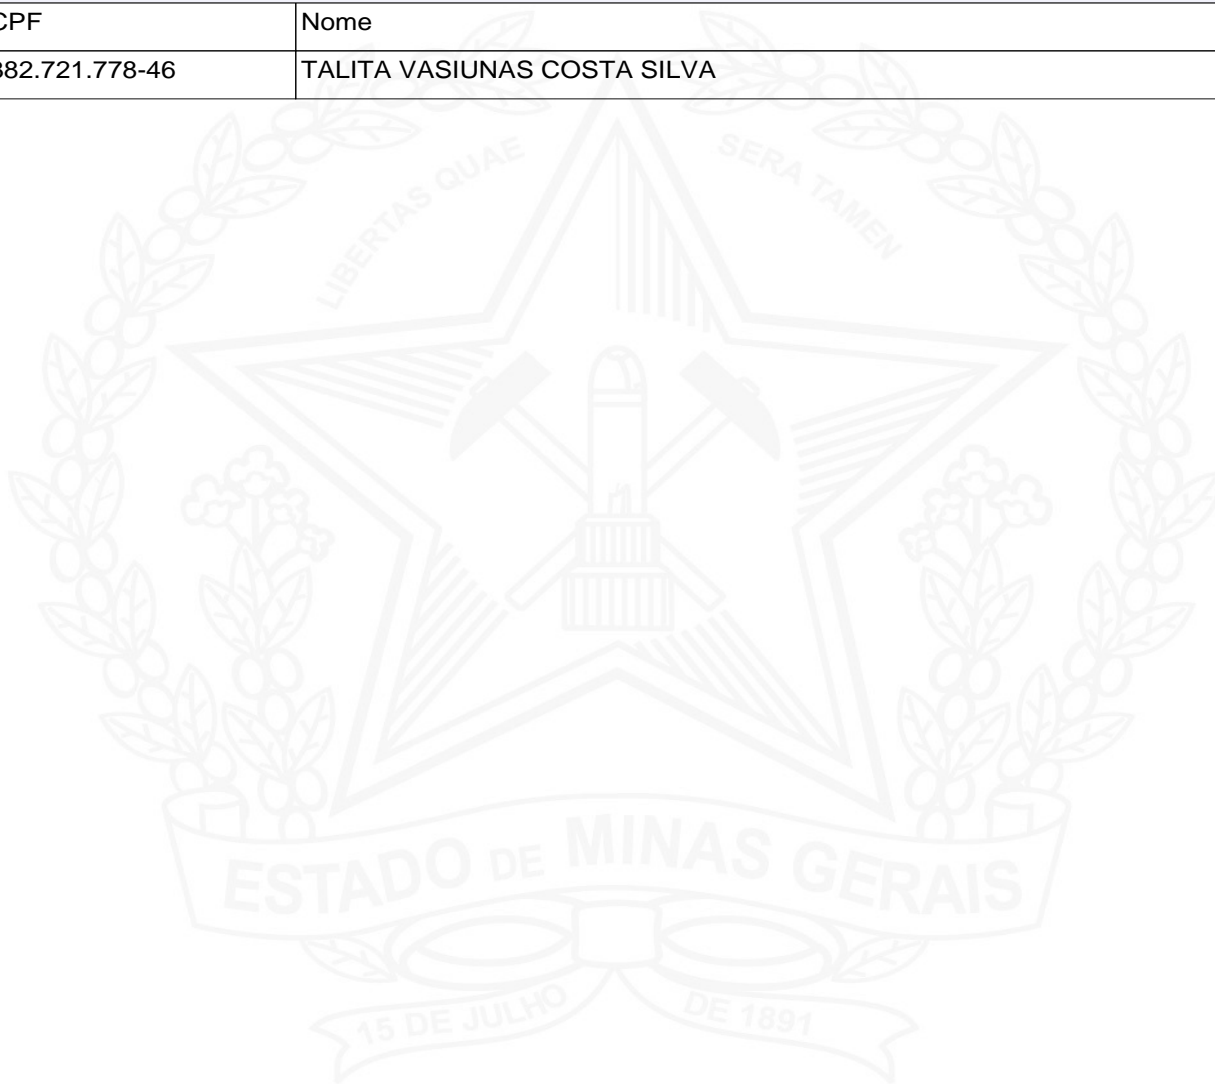 CPF Nome
382.721.778-46 TALITA VASIUNAS COSTA SILVA
LIBERTAS QUAE SERA TAMEN
ESTADO DE MINAS GERAIS
15 DE JULHO DE 1891